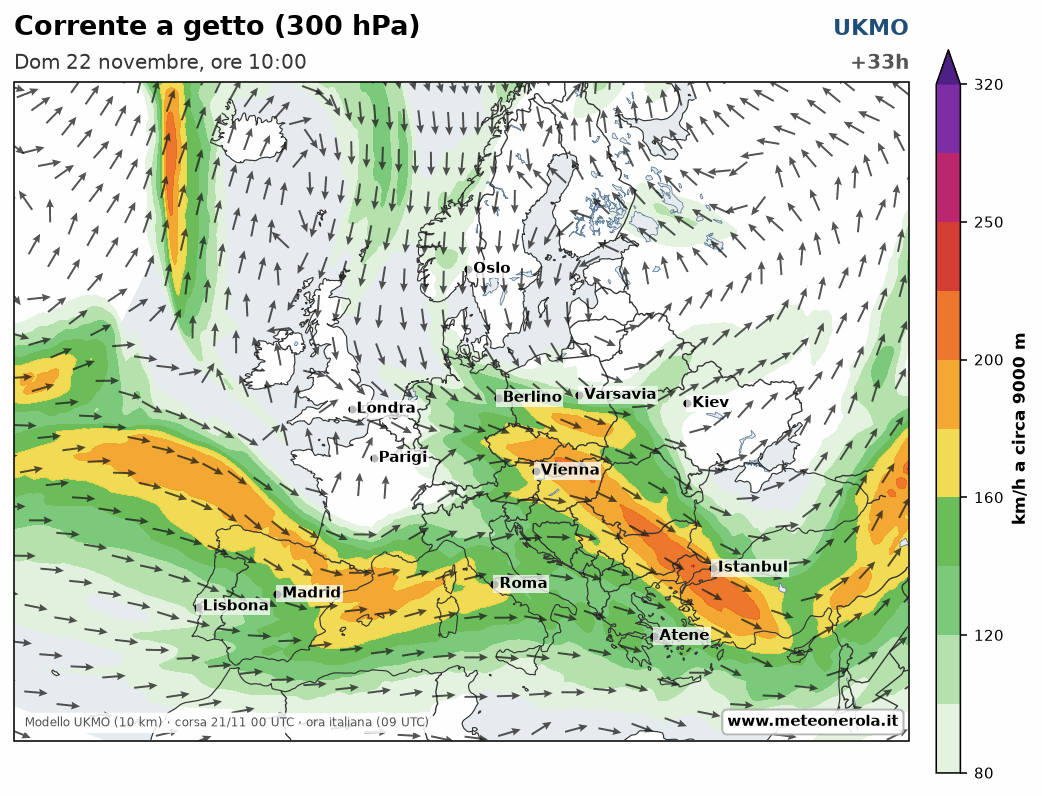 Corrente a getto (300 hPa)
UKMO
Dom 22 novembre, ore 10:00
+33h
320
250
200
160
120
80
km/h a circa 9000 m
Oslo
Berlino
Varsavia
Kiev
Londra
Parigi
Vienna
Istanbul
Roma
Madrid
Lisbona
Atene
Modello UKMO (10 km) · corsa 21/11 00 UTC · ora italiana (09 UTC)
www.meteonerola.it